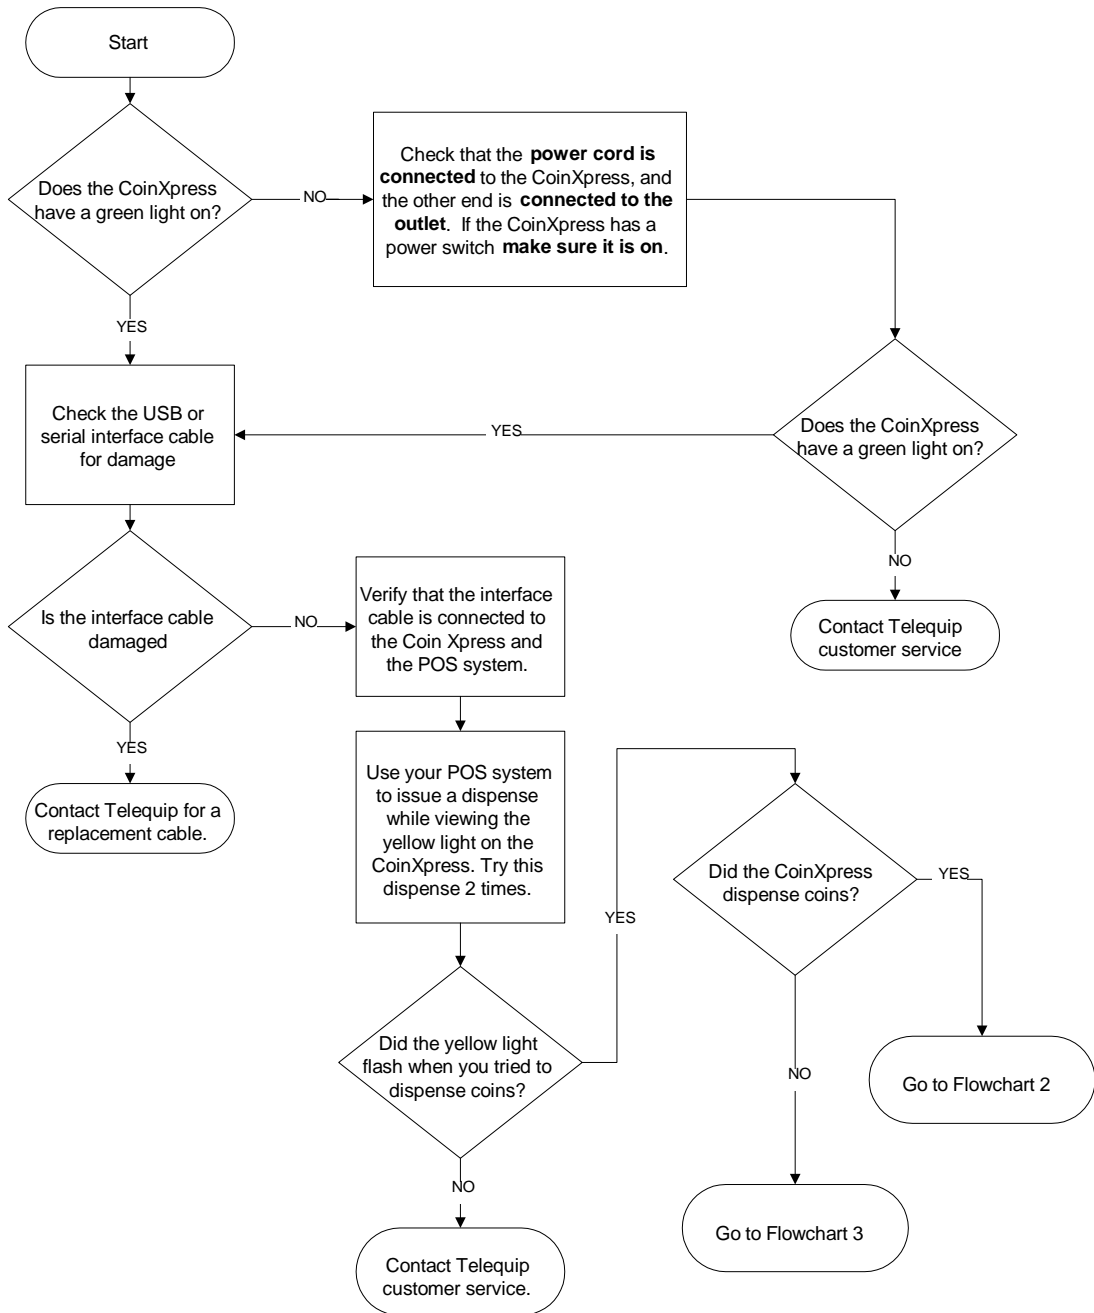 Start
Does the CoinXpress
have a green light on?
NO
Check that the power cord is
connected to the CoinXpress, and
the other end is connected to the
outlet. If the CoinXpress has a
power switch make sure it is on.
YES
Check the USB or
serial interface cable
for damage
YES
Does the CoinXpress
have a green light on?
NO
Contact Telequip
customer service
Is the interface cable
damaged
NO
Verify that the interface
cable is connected to
the Coin Xpress and
the POS system.
YES
Contact Telequip for a
replacement cable.
Use your POS system
to issue a dispense
while viewing the
yellow light on the
CoinXpress. Try this
dispense 2 times.
Did the yellow light
flash when you tried to
dispense coins?
YES
Did the CoinXpress
dispense coins?
YES
Go to Flowchart 2
NO
Go to Flowchart 3
NO
Contact Telequip
customer service.